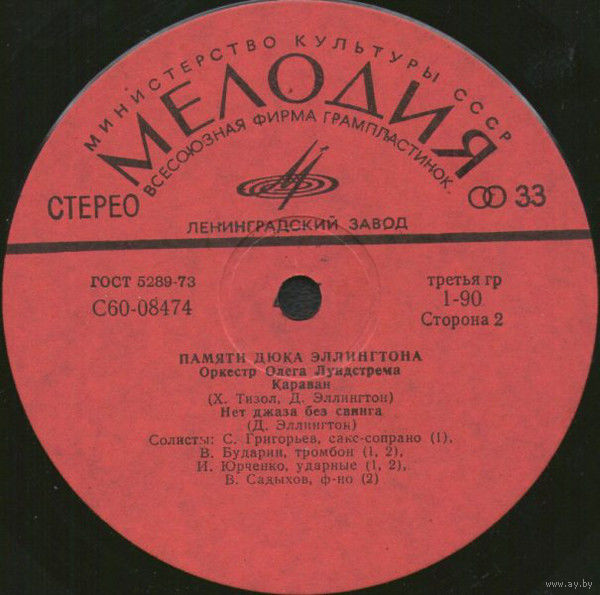 МИНИСТЕРСТВО КУЛЬТУРЫ СССР
МЕЛОДИЯ
ВСЕСОЮЗНАЯ ФИРМА ГРАМПЛАСТИНОК
СТЕРЕО
33
ЛЕНИНГРАДСКИЙ ЗАВОД
ГОСТ 5289-73
С60-08474
третья гр
1-90
Сторона 2
ПАМЯТИ ДЮКА ЭЛЛИНГТОНА
Оркестр Олега Лундстрема
Караван
(Х. Тизол, Д. Эллингтон)
Нет джаза без свинга
(Д. Эллингтон)
Солисты: С. Григорьев, сакс-сопрано (1),
В. Бударин, тромбон (1, 2),
И. Юрченко, ударные (1, 2),
В. Садыхов, ф-но (2)
www.ay.by